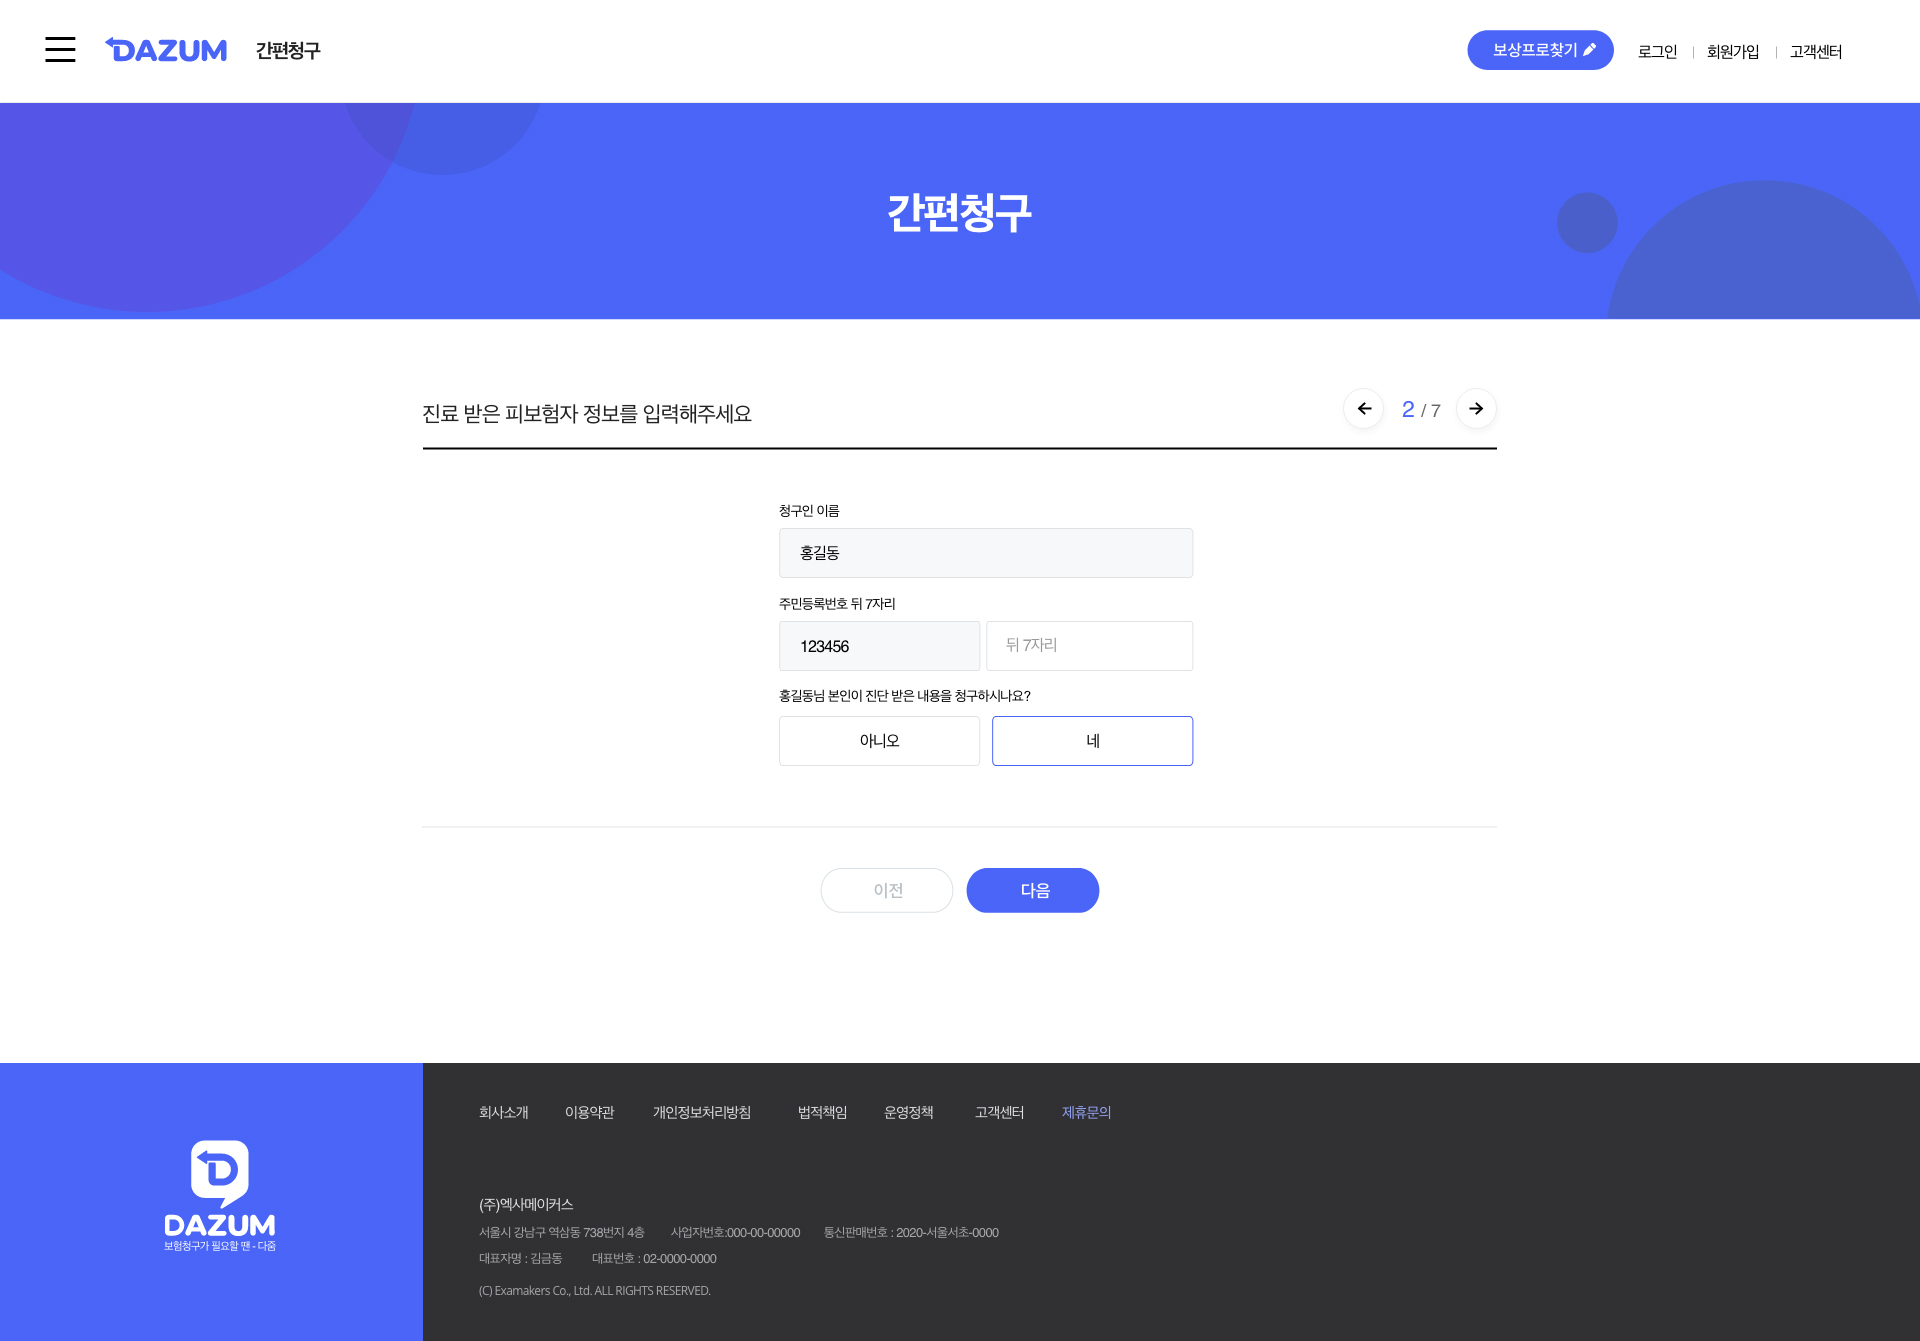 DAZUM 간편청구 보상프로찾기 로그인 회원가입 고객센터
간편청구
진료 받은 피보험자 정보를 입력해주세요 2 / 7
청구인 이름
홍길동
주민등록번호 뒤 7자리
123456 뒤 7자리
홍길동님 본인이 진단 받은 내용을 청구하시나요?
아니오 네
이전 다음
회사소개 이용약관 개인정보처리방침 법적책임 운영정책 고객센터 제휴문의
DAZUM
보험청구가 필요할 땐 - 다줌
(주)엑사메이커스
서울시 강남구 역삼동 738번지 4층 사업자번호:000-00-00000 통신판매번호 : 2020-서울서초-0000
대표자명 : 김금동 대표번호 : 02-0000-0000
(C) Examakers Co., Ltd. ALL RIGHTS RESERVED.